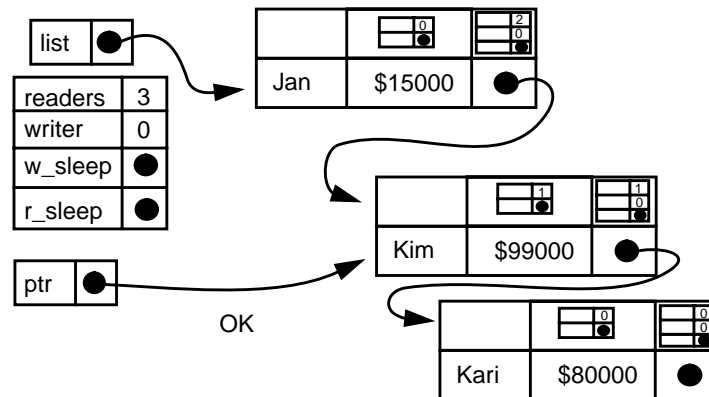 list
readers 3
writer 0
w_sleep
r_sleep
ptr
OK
0
2
0
Jan $15000
1
1
0
Kim $99000
0
0
0
Kari $80000